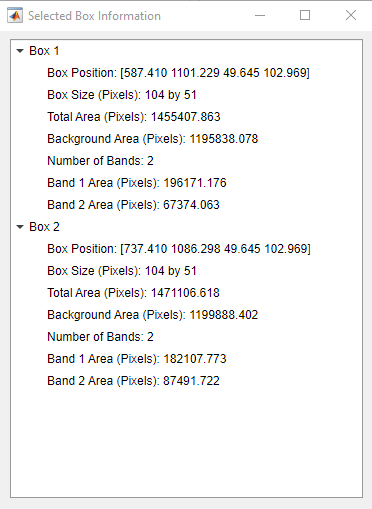 Selected Box Information
Box 1
Box Position: [587.410 1101.229 49.645 102.969]
Box Size (Pixels): 104 by 51
Total Area (Pixels): 1455407.863
Background Area (Pixels): 1195838.078
Number of Bands: 2
Band 1 Area (Pixels): 196171.176
Band 2 Area (Pixels): 67374.063
Box 2
Box Position: [737.410 1086.298 49.645 102.969]
Box Size (Pixels): 104 by 51
Total Area (Pixels): 1471106.618
Background Area (Pixels): 1199888.402
Number of Bands: 2
Band 1 Area (Pixels): 182107.773
Band 2 Area (Pixels): 87491.722